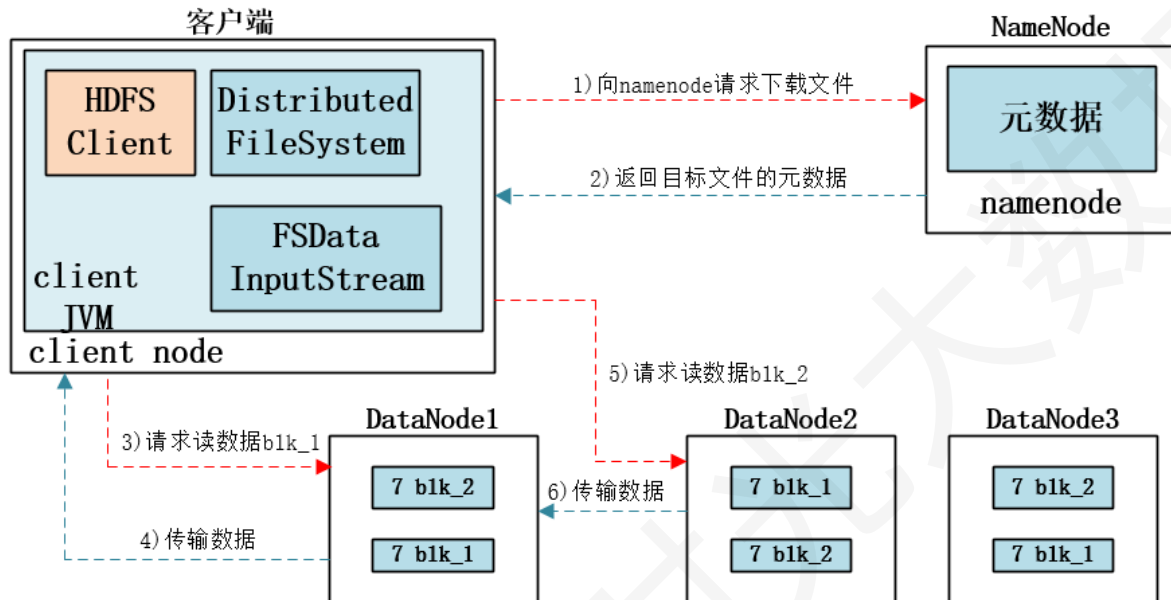 客户端
NameNode
HDFS
Client
Distributed
FileSystem
1)向namenode请求下载文件
元数据
2)返回目标文件的元数据
namenode
FSData
InputStream
client
JVM
client node
5)请求读数据blk_2
DataNode1
DataNode2
DataNode3
3)请求读数据blk_1
7 blk_2
6)传输数据
7 blk_1
7 blk_2
4)传输数据
7 blk_1
7 blk_2
7 blk_1